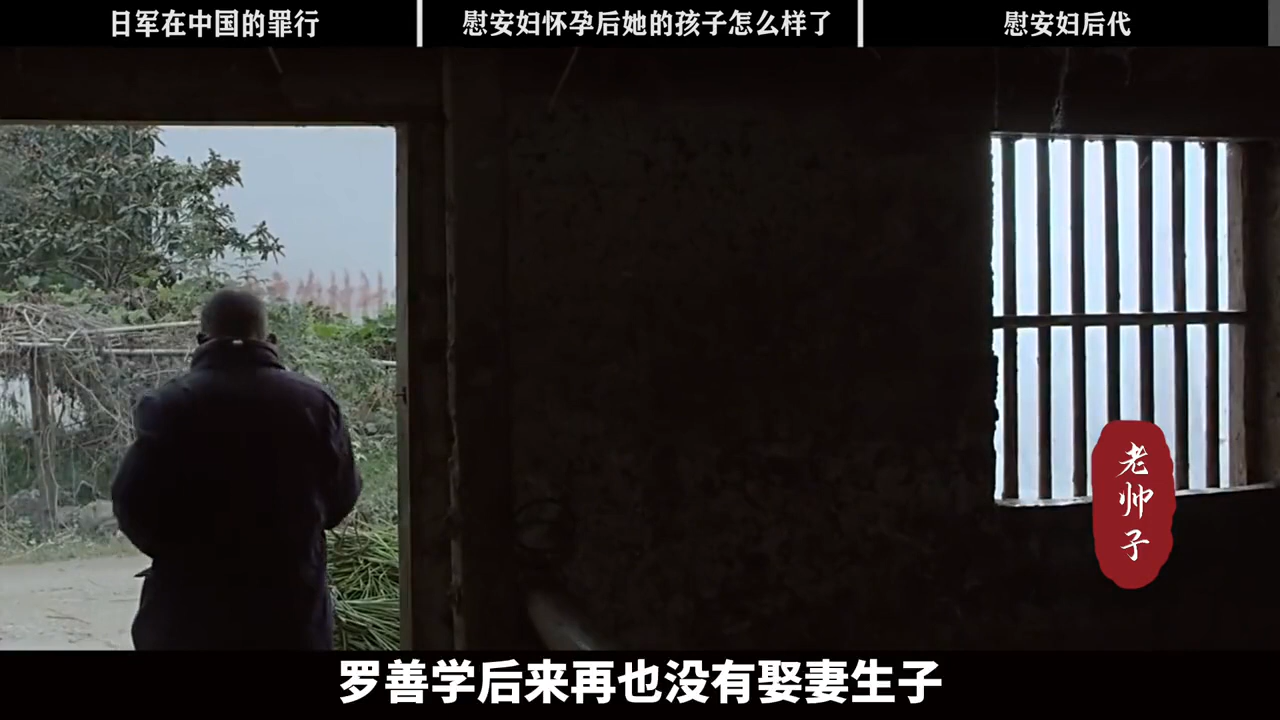 日军在中国的罪行
慰安妇怀孕后她的孩子怎么样了
慰安妇后代
老帅子
罗善学后来再也没有娶妻生子